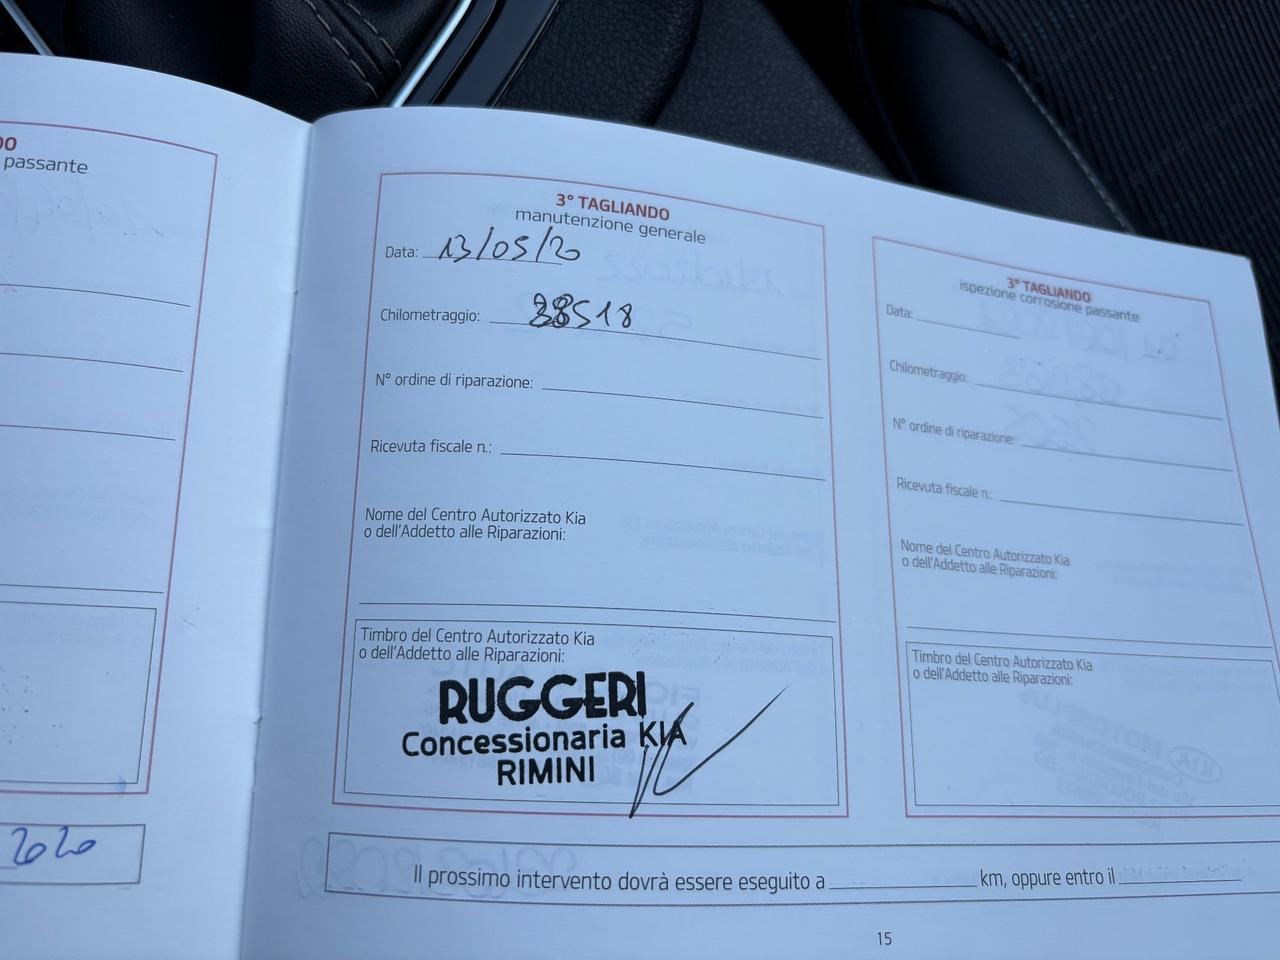 passante
2020
3° TAGLIANDO
manutenzione generale
Data: 13/05/20
Chilometraggio: 38518
N° ordine di riparazione:
Ricevuta fiscale n.:
Nome del Centro Autorizzato Kia
o dell'Addetto alle Riparazioni:
Timbro del Centro Autorizzato Kia
o dell'Addetto alle Riparazioni:
RUGGERI
Concessionaria KIA
RIMINI
3° TAGLIANDO
ispezione corrosione passante
Data:
Chilometraggio:
N° ordine di riparazione:
Ricevuta fiscale n.:
Nome del Centro Autorizzato Kia
o dell'Addetto alle Riparazioni:
Timbro del Centro Autorizzato Kia
o dell'Addetto alle Riparazioni:
Il prossimo intervento dovrà essere eseguito a km, oppure entro il
15